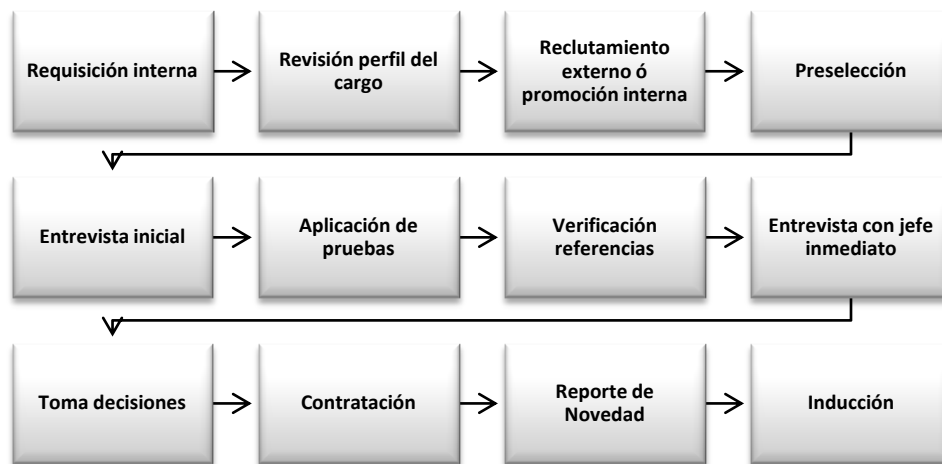 Requisición interna
Revisión perfil del
cargo
Reclutamiento
externo ó
promoción interna
Preselección
Entrevista inicial
Aplicación de
pruebas
Verificación
referencias
Entrevista con jefe
inmediato
Toma decisiones
Contratación
Reporte de
Novedad
Inducción